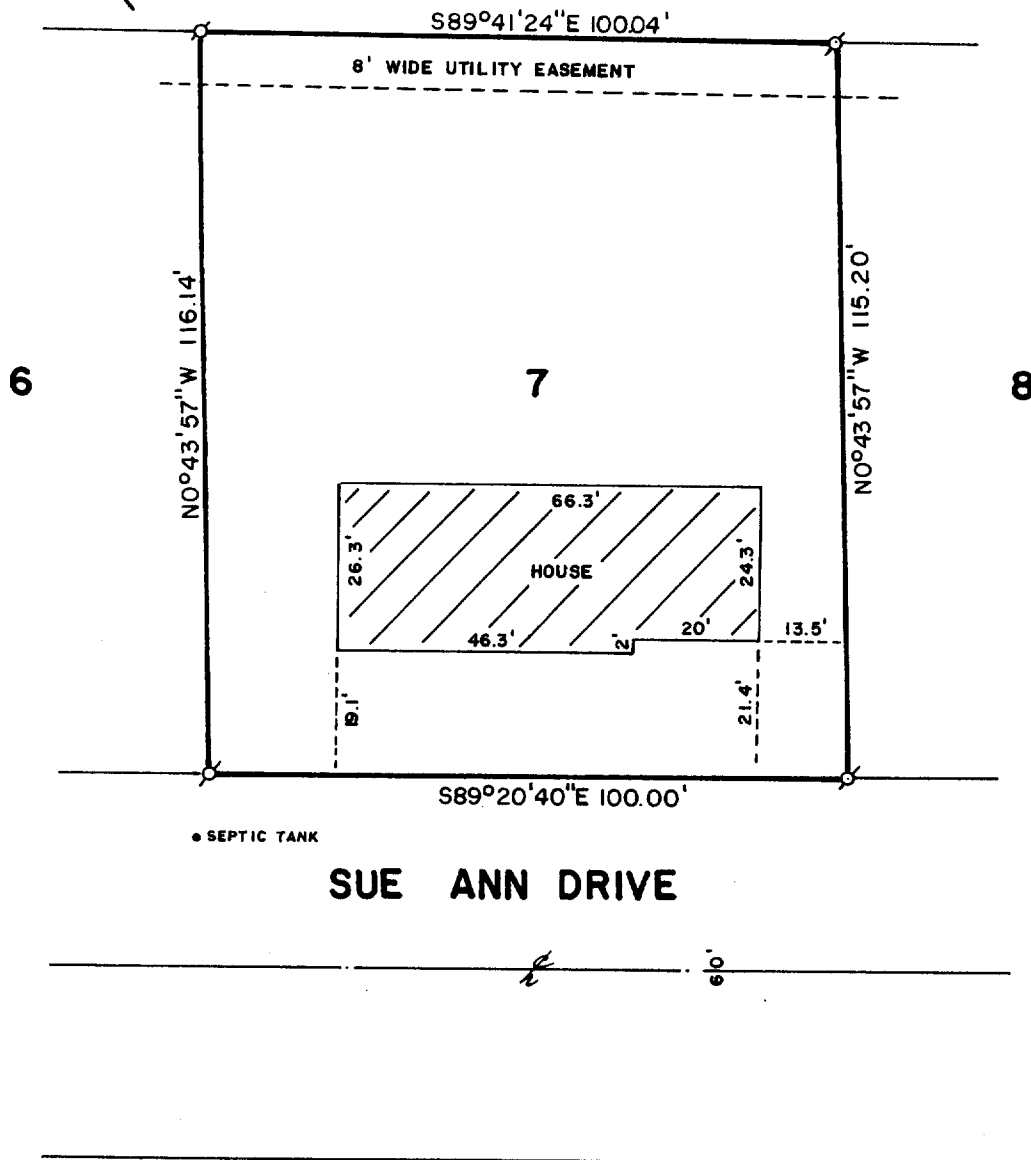 S89°41'24"E 100.04'
8' WIDE UTILITY EASEMENT
N0°43'57"W 116.14'
N0°43'57"W 115.20'
6
7
8
66.3'
26.3'
HOUSE
24.3'
46.3'
2'
20'
13.5'
19.1'
21.4'
S89°20'40"E 100.00'
SEPTIC TANK
SUE ANN DRIVE
60'